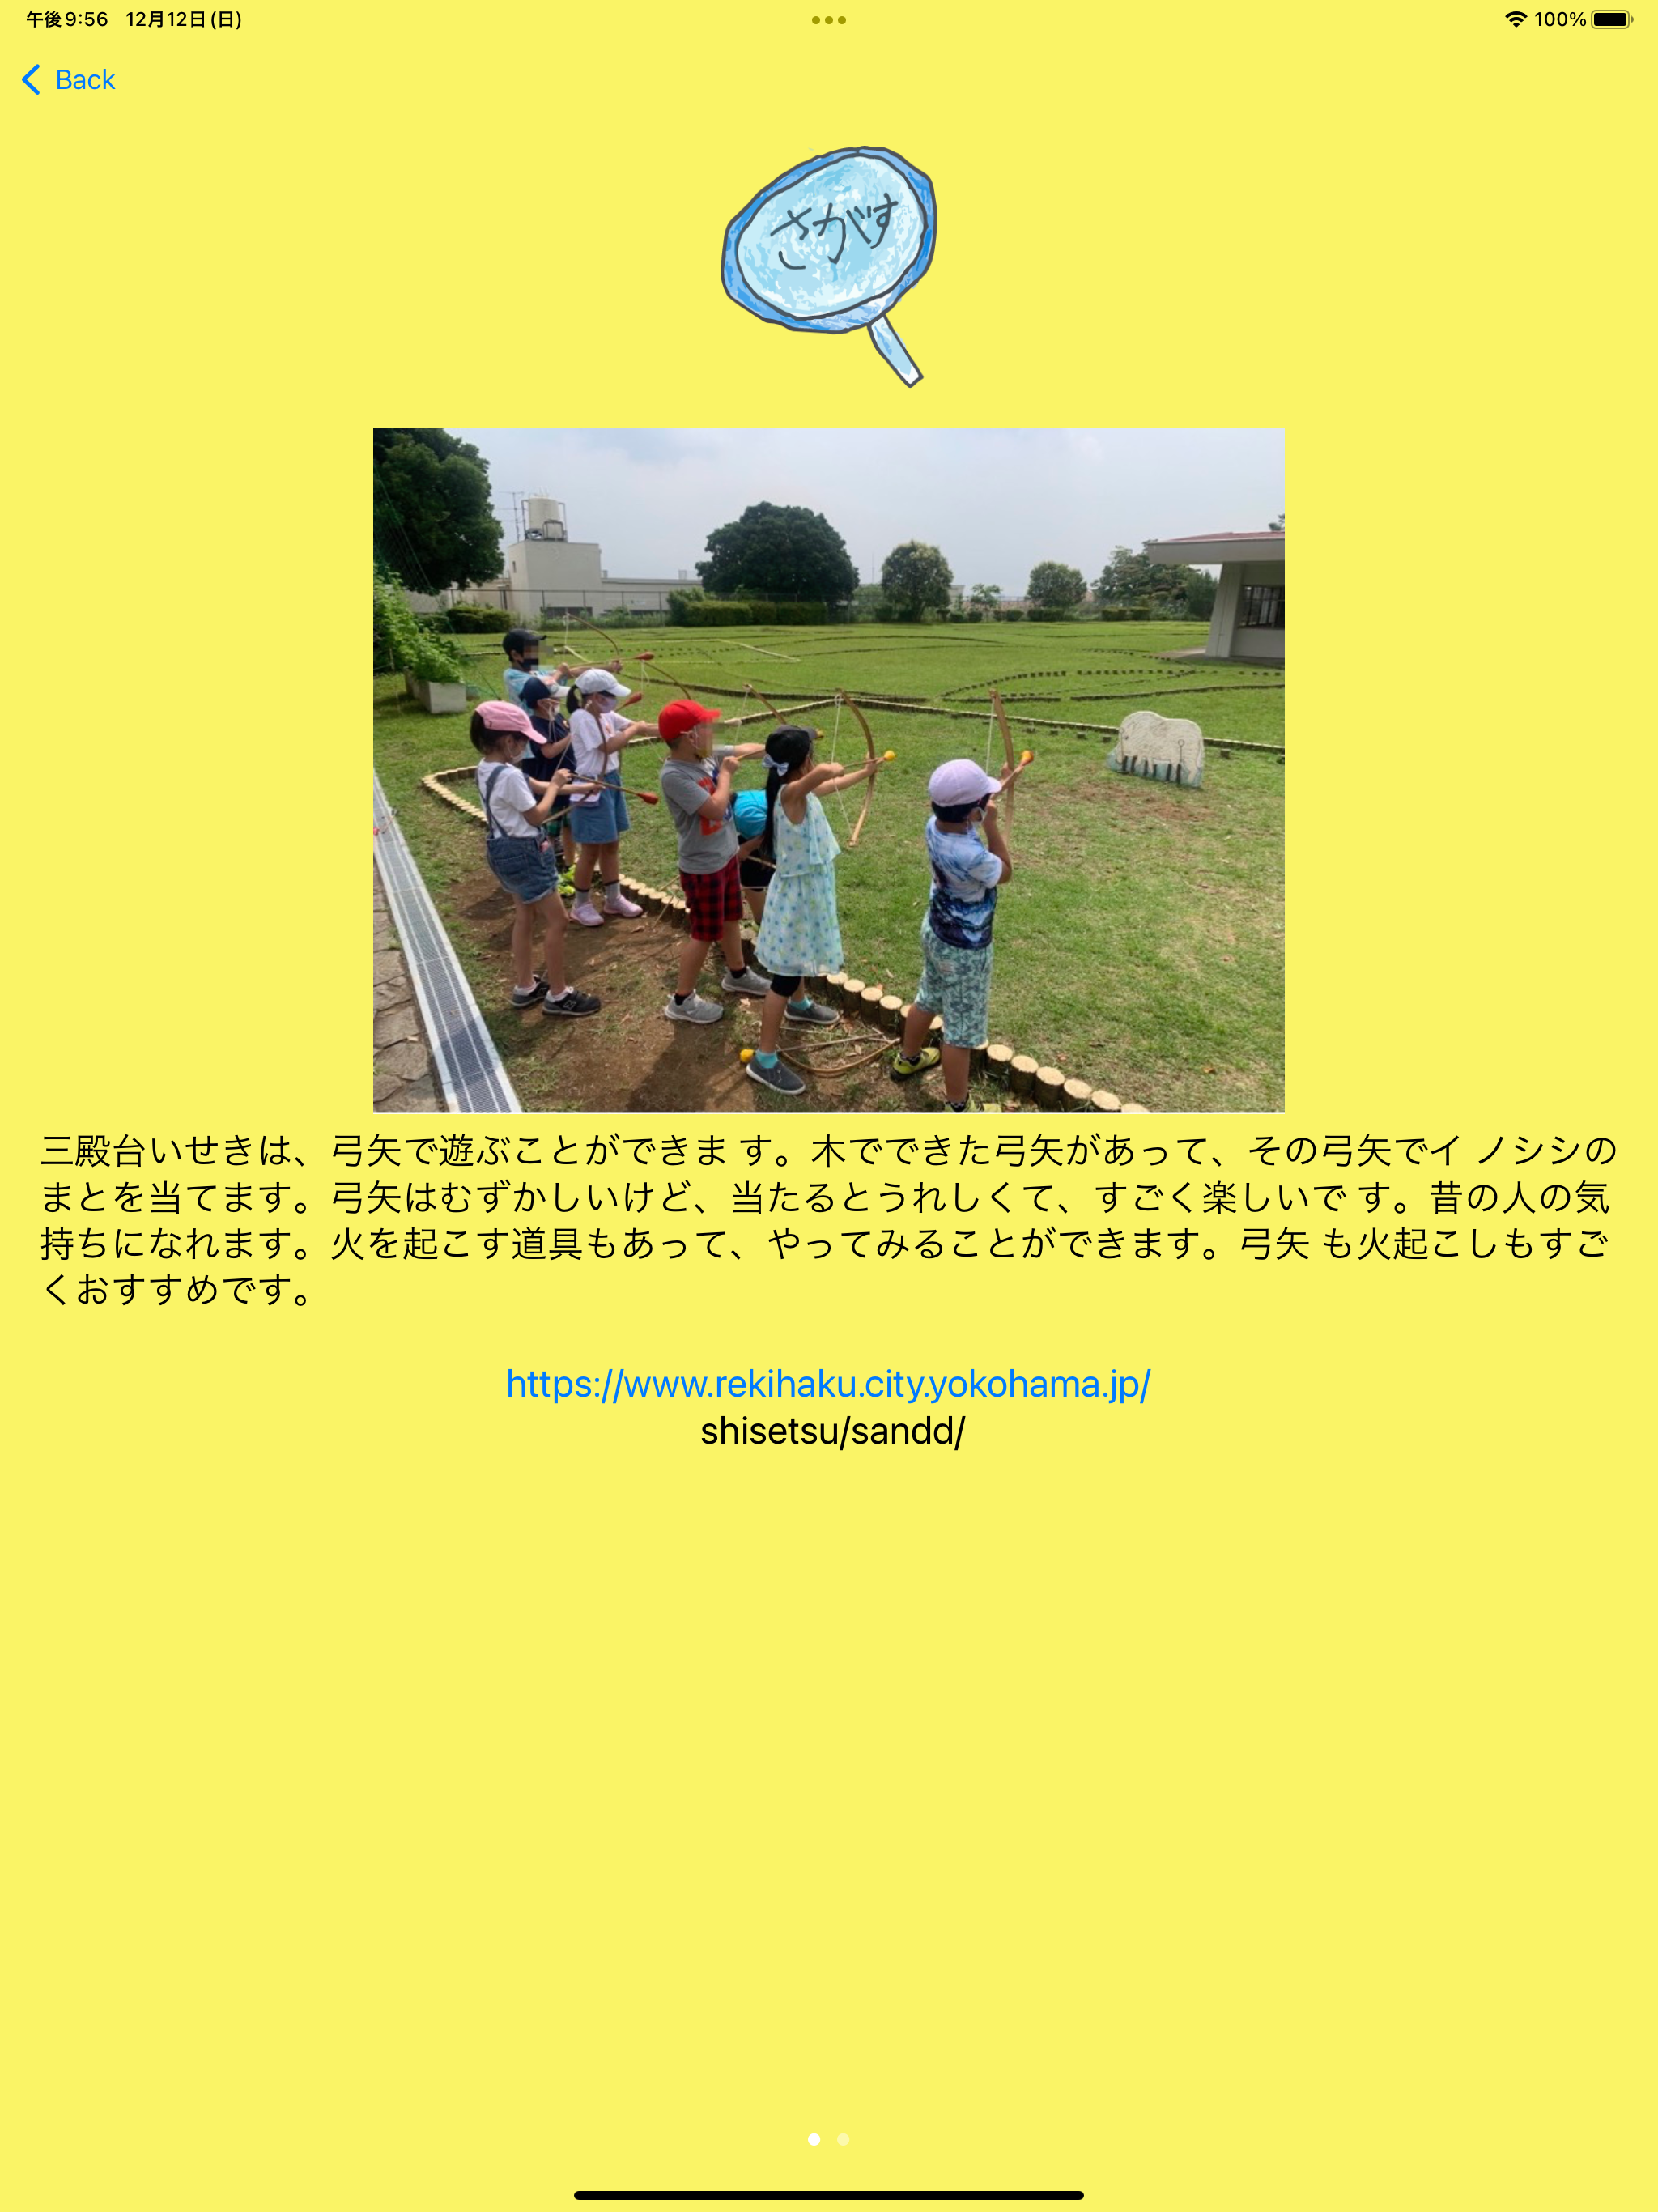 午後9:56 12月12日(日)
100%
Back
さがす
三殿台いせきは、弓矢で遊ぶことができま す。木でできた弓矢があって、その弓矢でイ ノシシの
まとを当てます。弓矢はむずかしいけど、当たるとうれしくて、すごく楽しいで す。昔の人の気
持ちになれます。火を起こす道具もあって、やってみることができます。弓矢 も火起こしもすご
くおすすめです。
https://www.rekihaku.city.yokohama.jp/
shisetsu/sandd/